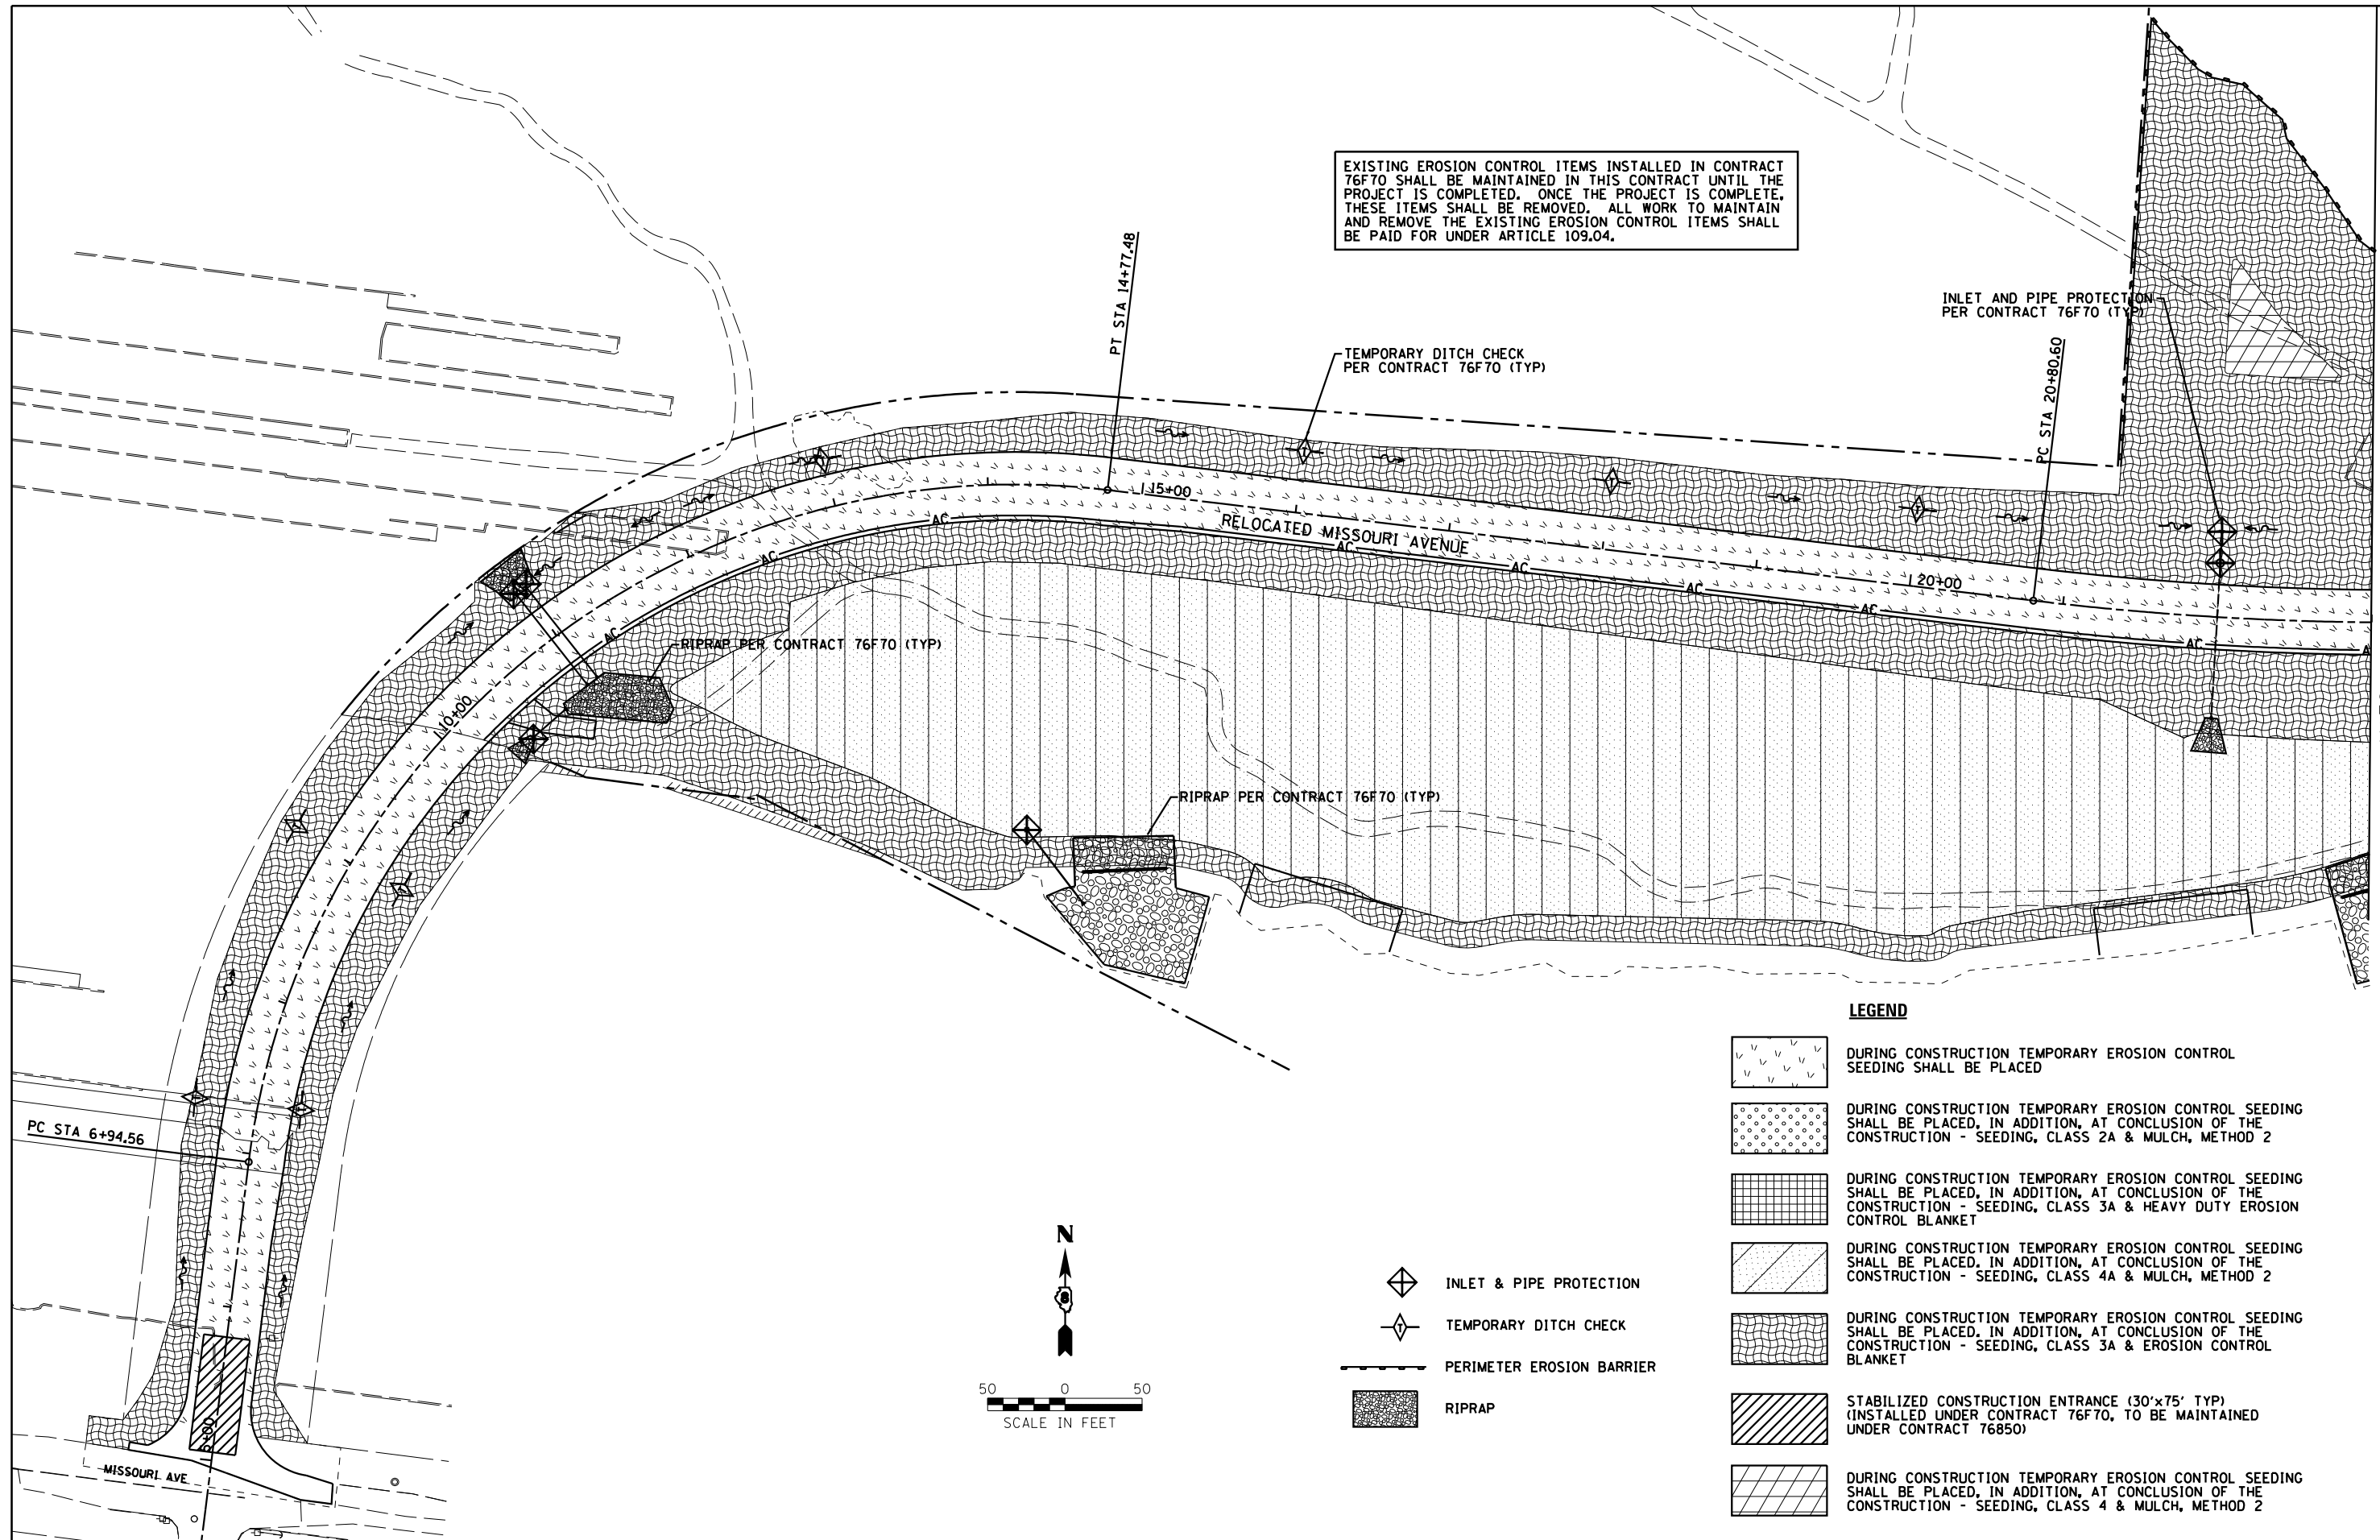 EXISTING EROSION CONTROL ITEMS INSTALLED IN CONTRACT
76F70 SHALL BE MAINTAINED IN THIS CONTRACT UNTIL THE
PROJECT IS COMPLETED. ONCE THE PROJECT IS COMPLETE,
THESE ITEMS SHALL BE REMOVED. ALL WORK TO MAINTAIN
AND REMOVE THE EXISTING EROSION CONTROL ITEMS SHALL
BE PAID FOR UNDER ARTICLE 109.04.
PT STA 14+77.48
INLET AND PIPE PROTECTION
PER CONTRACT 76F70 (TYP)
TEMPORARY DITCH CHECK
PER CONTRACT 76F70 (TYP)
PC STA 20+80.60
T
T
T
T
15+00
RELOCATED MISSOURI AVENUE
AC
AC
AC
AC
AC
AC
20+00
AC
AC
AC
A
RIPRAP PER CONTRACT 76F70 (TYP)
10+00
RIPRAP PER CONTRACT 76F70 (TYP)
T
T
T
T
PC STA 6+94.56
5+00
MISSOURI AVE
N
50 0 50
SCALE IN FEET
INLET & PIPE PROTECTION
T
TEMPORARY DITCH CHECK
PERIMETER EROSION BARRIER
RIPRAP
LEGEND
DURING CONSTRUCTION TEMPORARY EROSION CONTROL
SEEDING SHALL BE PLACED
DURING CONSTRUCTION TEMPORARY EROSION CONTROL SEEDING
SHALL BE PLACED, IN ADDITION, AT CONCLUSION OF THE
CONSTRUCTION - SEEDING, CLASS 2A & MULCH, METHOD 2
DURING CONSTRUCTION TEMPORARY EROSION CONTROL SEEDING
SHALL BE PLACED, IN ADDITION, AT CONCLUSION OF THE
CONSTRUCTION - SEEDING, CLASS 3A & HEAVY DUTY EROSION
CONTROL BLANKET
DURING CONSTRUCTION TEMPORARY EROSION CONTROL SEEDING
SHALL BE PLACED, IN ADDITION, AT CONCLUSION OF THE
CONSTRUCTION - SEEDING, CLASS 4A & MULCH, METHOD 2
DURING CONSTRUCTION TEMPORARY EROSION CONTROL SEEDING
SHALL BE PLACED, IN ADDITION, AT CONCLUSION OF THE
CONSTRUCTION - SEEDING, CLASS 3A & EROSION CONTROL
BLANKET
STABILIZED CONSTRUCTION ENTRANCE (30'x75' TYP)
(INSTALLED UNDER CONTRACT 76F70, TO BE MAINTAINED
UNDER CONTRACT 76850)
DURING CONSTRUCTION TEMPORARY EROSION CONTROL SEEDING
SHALL BE PLACED, IN ADDITION, AT CONCLUSION OF THE
CONSTRUCTION - SEEDING, CLASS 4 & MULCH, METHOD 2